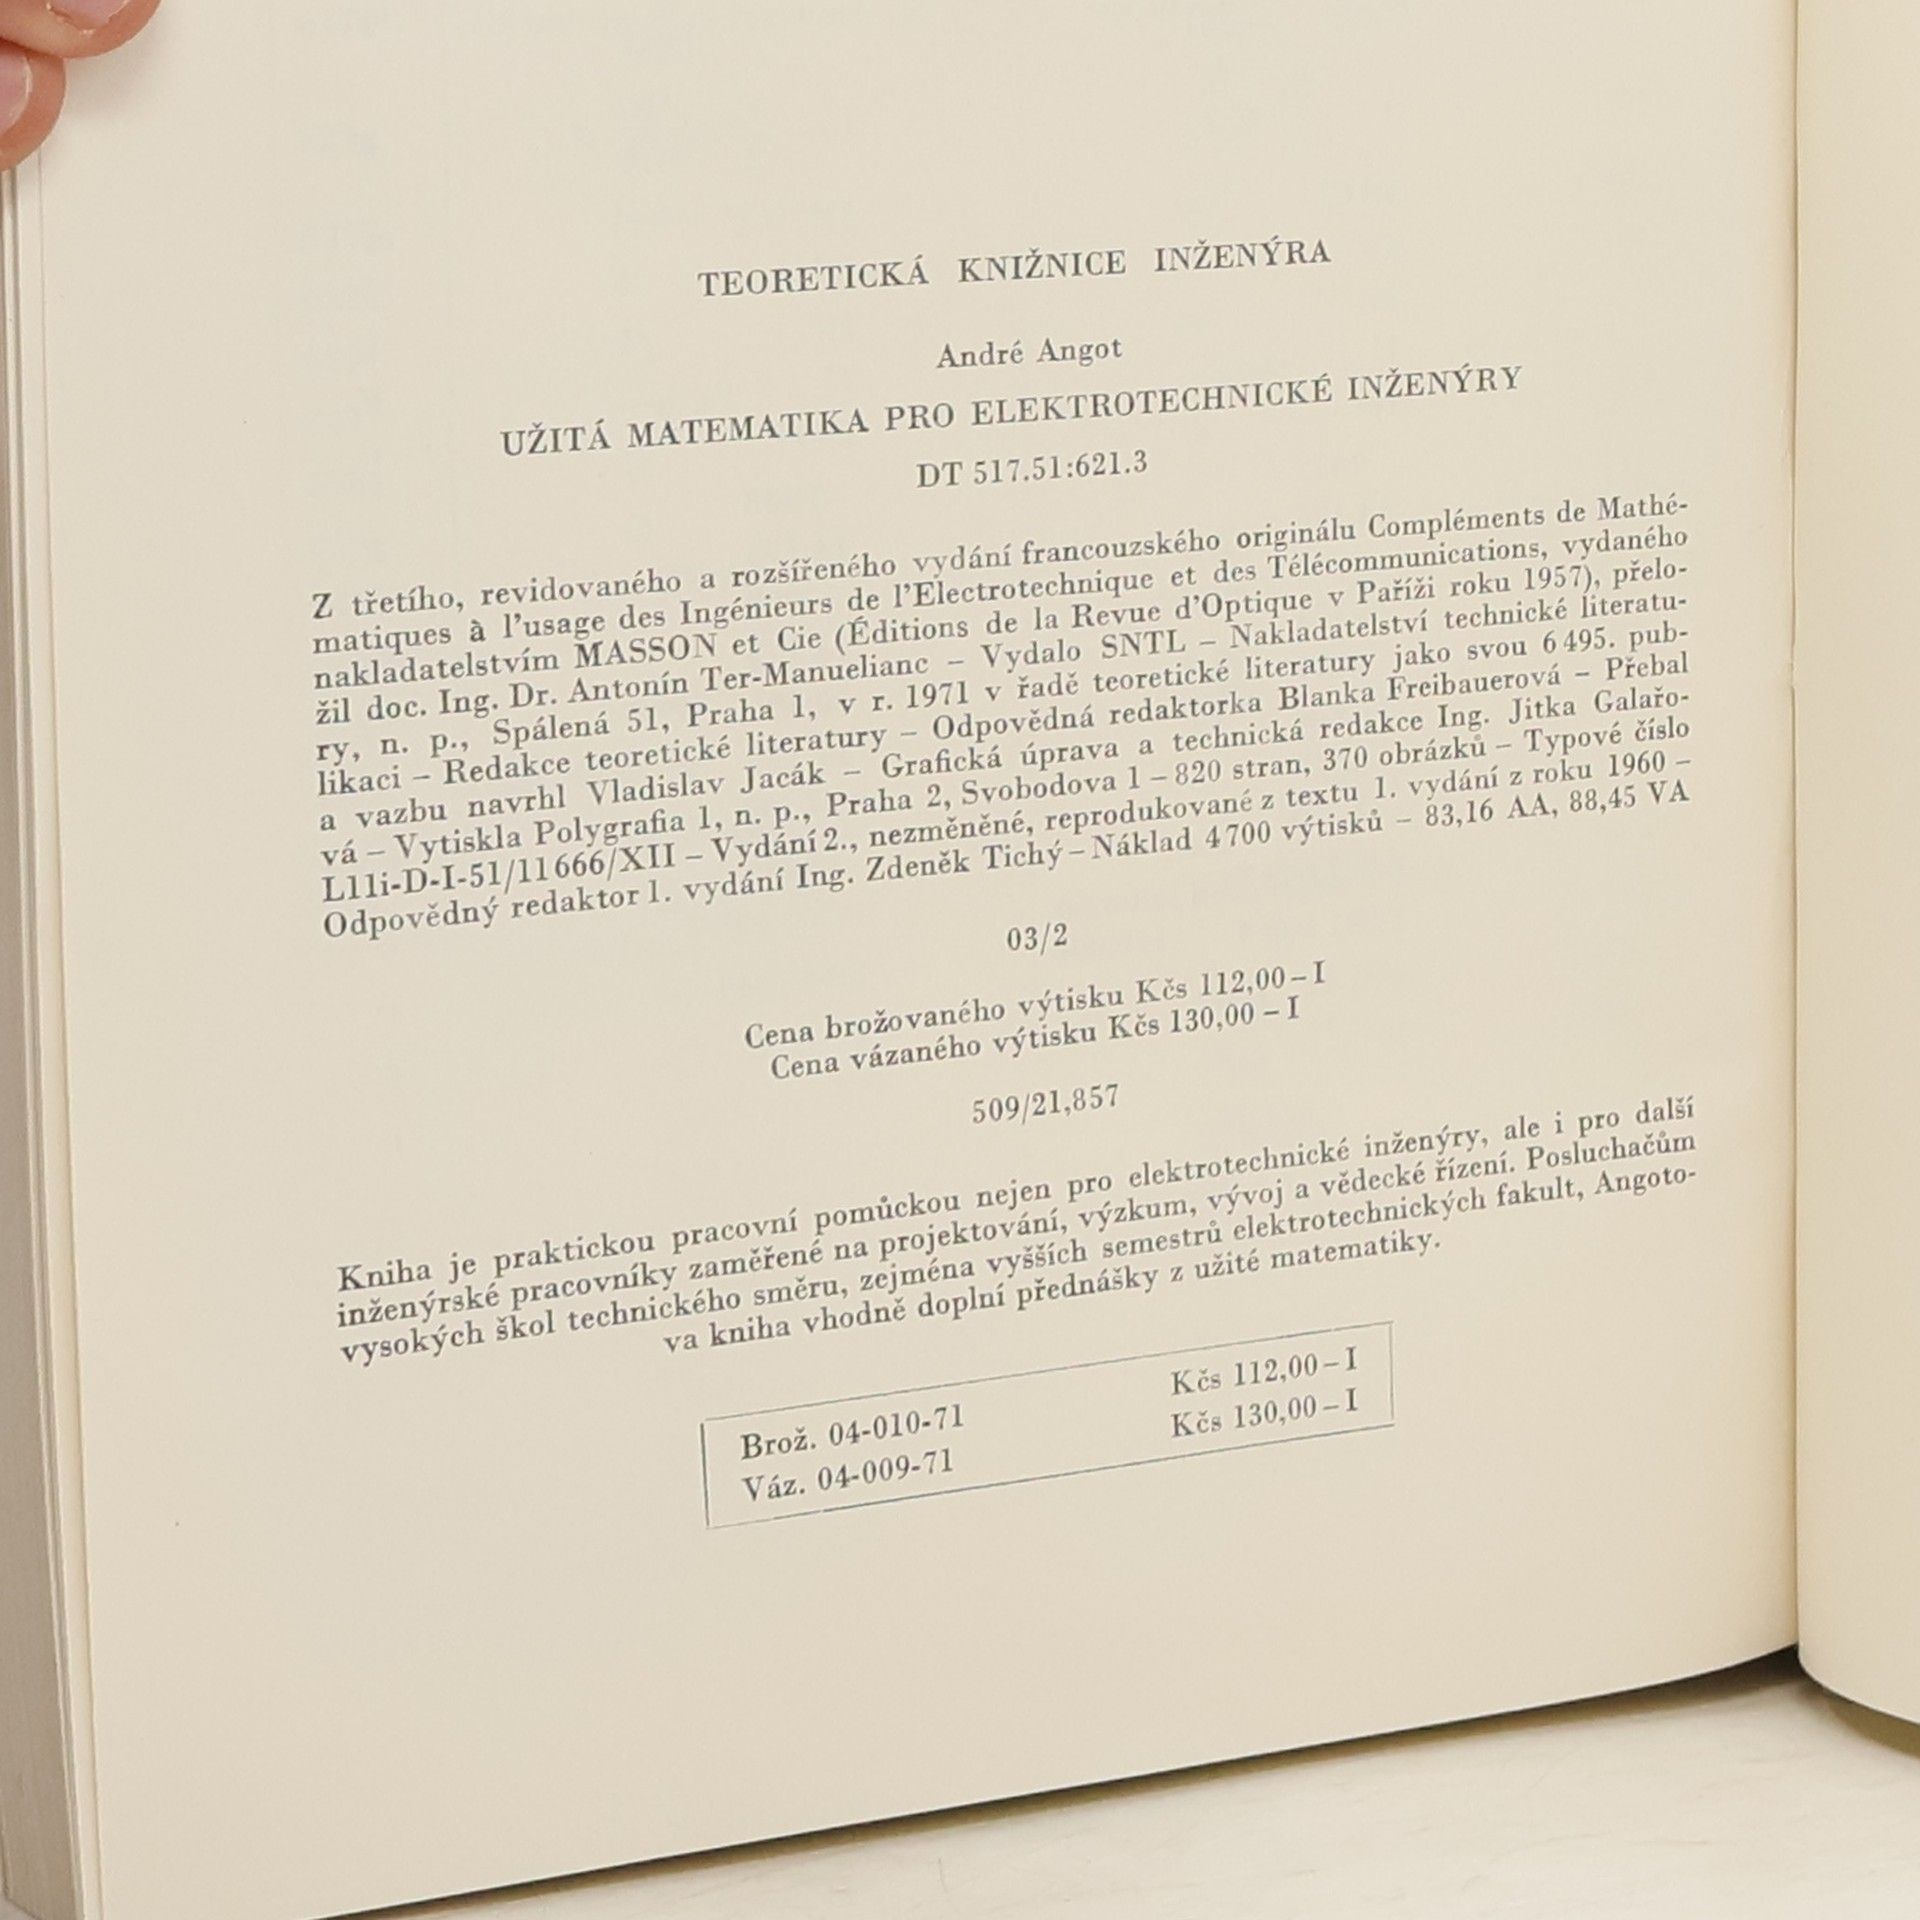 TEORETICKÁ KNIŽNICE INŽENÝRA
André Angot
UŽITÁ MATEMATIKA PRO ELEKTROTECHNICKÉ INŽENÝRY
DT 517.51:621.3
Z třetího, revidovaného a rozšířeného vydání francouzského originálu Compléments de Mathé-
matiques à l'usage des Ingénieurs de l'Electrotechnique et des Télécommunications, vydaného
nakladatelstvím MASSON et Cie (Éditions de la Revue d'Optique v Paříži roku 1957), přelo-
žil doc. Ing. Dr. Antonín Ter-Manuelianc – Vydalo SNTL – Nakladatelství technické literatu-
ry, n. p., Spálená 51, Praha 1, v r. 1971 v řadě teoretické literatury jako svou 6 495. pub-
likaci – Redakce teoretické literatury – Odpovědná redaktorka Blanka Freibauerová – Přebal
a vazbu navrhl Vladislav Jacák – Grafická úprava a technická redakce Ing. Jitka Galařo-
vá – Vytiskla Polygrafia 1, n. p., Praha 2, Svobodova 1 – 820 stran, 370 obrázků – Typové číslo
L11i-D-I-51/11 666/XII – Vydání 2., nezměněné, reprodukované z textu 1. vydání z roku 1960 –
Odpovědný redaktor 1. vydání Ing. Zdeněk Tichý – Náklad 4 700 výtisků – 83,16 AA, 88,45 VA
03/2
Cena brožovaného výtisku Kčs 112,00 – I
Cena vázaného výtisku Kčs 130,00 – I
509/21,857
Kniha je praktickou pracovní pomůckou nejen pro elektrotechnické inženýry, ale i pro další
inženýrské pracovníky zaměřené na projektování, výzkum, vývoj a vědecké řízení. Posluchačům
vysokých škol technického směru, zejména vyšších semestrů elektrotechnických fakult, Angoto-
va kniha vhodně doplní přednášky z užité matematiky.
Brož. 04-010-71 Kčs 112,00 – I
Váz. 04-009-71 Kčs 130,00 – I